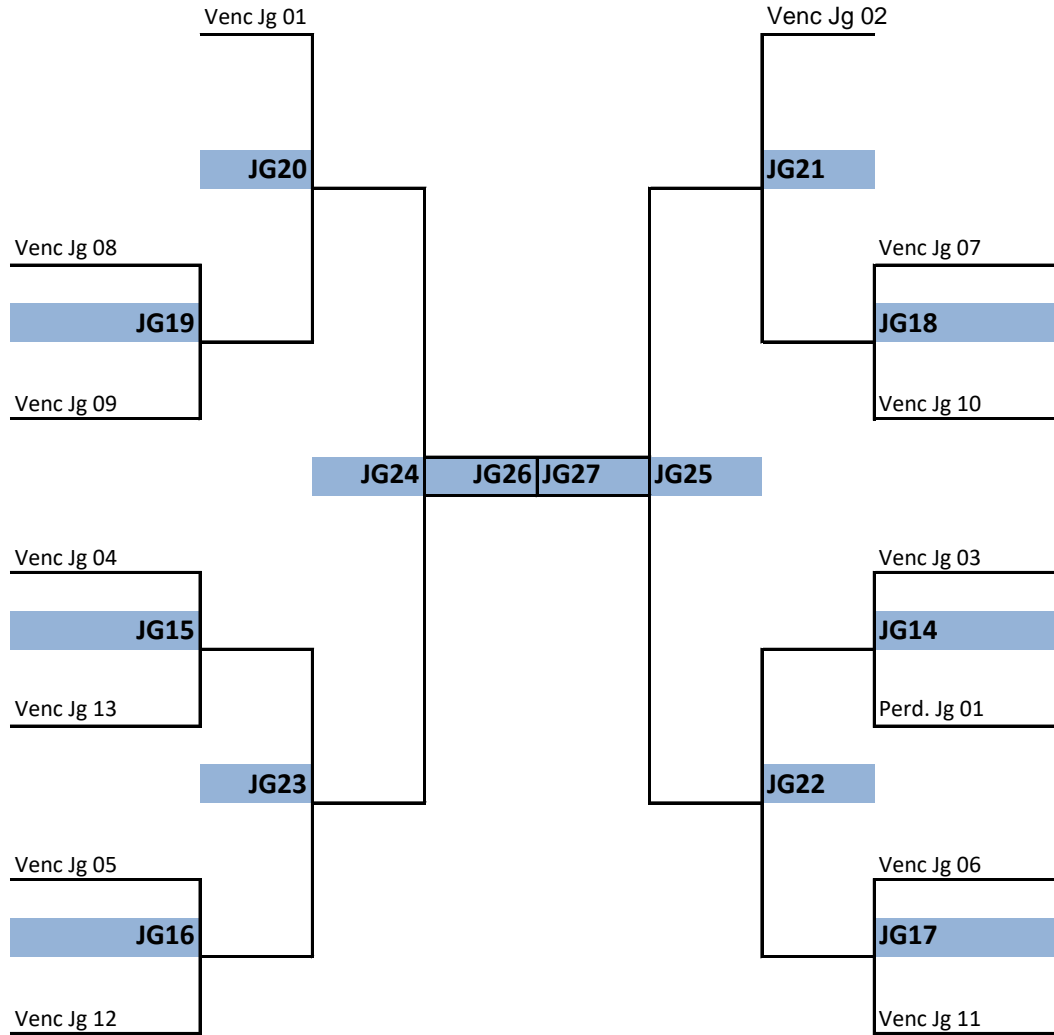 Venc Jg 01
Venc Jg 02
JG20
JG21
Venc Jg 08
Venc Jg 07
JG19
JG18
Venc Jg 09
Venc Jg 10
JG24
JG26
JG27
JG25
Venc Jg 04
Venc Jg 03
JG15
JG14
Venc Jg 13
Perd. Jg 01
JG23
JG22
Venc Jg 05
Venc Jg 06
JG16
JG17
Venc Jg 12
Venc Jg 11